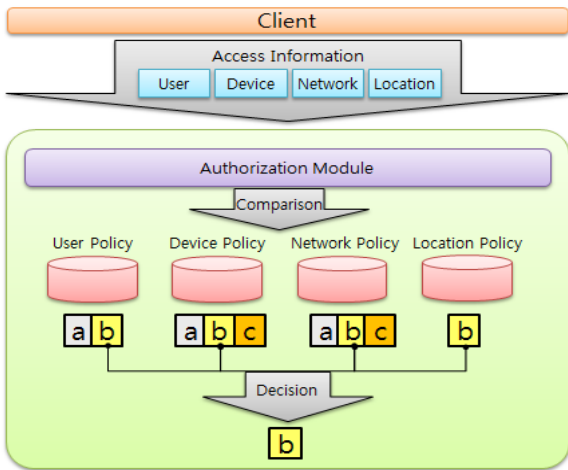 Client
Access Information
User Device Network Location
Authorization Module
Comparison
User Policy Device Policy Network Policy Location Policy
a b a b c a b c b
Decision
b